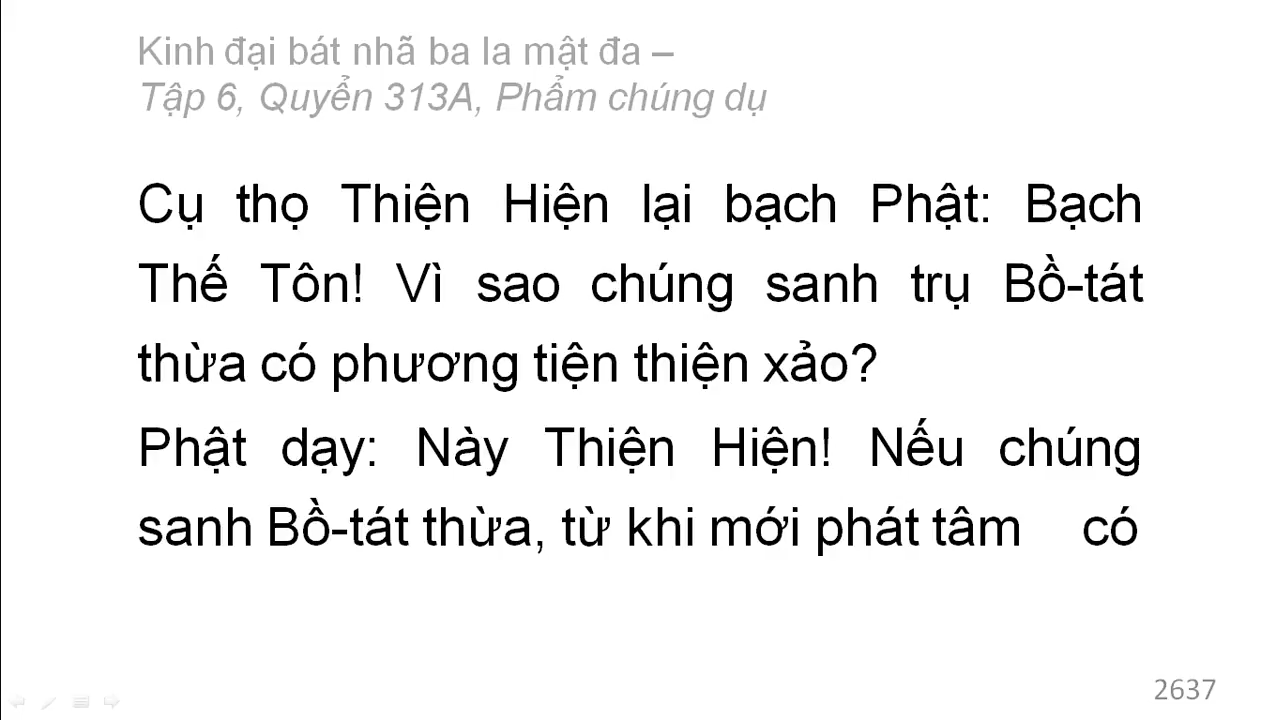 Kinh đại bát nhã ba la mật đa –
Tập 6, Quyển 313A, Phẩm chúng dụ
Cụ thọ Thiện Hiện lại bạch Phật: Bạch
Thế Tôn! Vì sao chúng sanh trụ Bồ-tát
thừa có phương tiện thiện xảo?
Phật dạy: Này Thiện Hiện! Nếu chúng
sanh Bồ-tát thừa, từ khi mới phát tâm có
2637